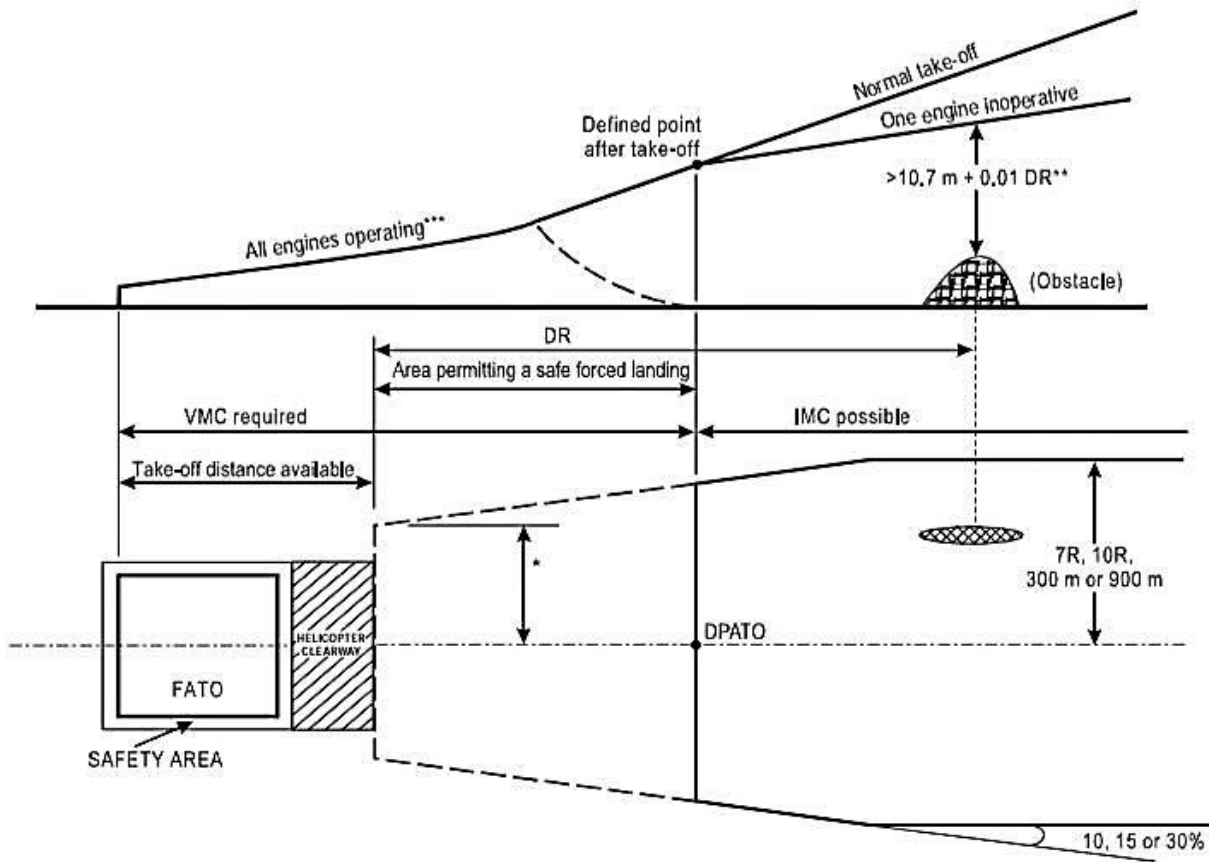 Normal take-off
One engine inoperative
Defined point
after take-off
>10.7 m + 0.01 DR**
All engines operating***
(Obstacle)
DR
Area permitting a safe forced landing
VMC required
IMC possible
Take-off distance available
*
7R, 10R,
300 m or 900 m
HELICOPTER
CLEARWAY
DPATO
FATO
SAFETY AREA
10, 15 or 30%